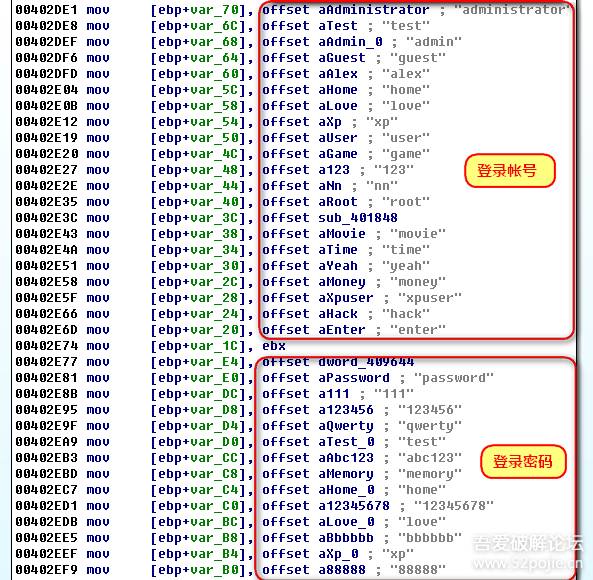 00402DE1 mov [ebp+var_70], offset aAdministrator ; "administrator"
00402DE8 mov [ebp+var_6C], offset aTest ; "test"
00402DEF mov [ebp+var_68], offset aAdmin_0 ; "admin"
00402DF6 mov [ebp+var_64], offset aGuest ; "guest"
00402DFD mov [ebp+var_60], offset aAlex ; "alex"
00402E04 mov [ebp+var_5C], offset aHome ; "home"
00402E0B mov [ebp+var_58], offset aLove ; "love"
00402E12 mov [ebp+var_54], offset aXp ; "xp"
00402E19 mov [ebp+var_50], offset aUser ; "user"
00402E20 mov [ebp+var_4C], offset aGame ; "game"
00402E27 mov [ebp+var_48], offset a123 ; "123"
00402E2E mov [ebp+var_44], offset aNn ; "nn"
00402E35 mov [ebp+var_40], offset aRoot ; "root"
00402E3C mov [ebp+var_3C], offset sub_401848
00402E43 mov [ebp+var_38], offset aMovie ; "movie"
00402E4A mov [ebp+var_34], offset aTime ; "time"
00402E51 mov [ebp+var_30], offset aYeah ; "yeah"
00402E58 mov [ebp+var_2C], offset aMoney ; "money"
00402E5F mov [ebp+var_28], offset aXpuser ; "xpuser"
00402E66 mov [ebp+var_24], offset aHack ; "hack"
00402E6D mov [ebp+var_20], offset aEnter ; "enter"
登录帐号
00402E74 mov [ebp+var_1C], ebx
00402E77 mov [ebp+var_E4], offset dword_409644
00402E81 mov [ebp+var_E0], offset aPassword ; "password"
00402E8B mov [ebp+var_DC], offset a111 ; "111"
00402E95 mov [ebp+var_D8], offset a123456 ; "123456"
00402E9F mov [ebp+var_D4], offset aQwerty ; "qwerty"
00402EA9 mov [ebp+var_D0], offset aTest_0 ; "test"
00402EB3 mov [ebp+var_CC], offset aAbc123 ; "abc123"
00402EBD mov [ebp+var_C8], offset aMemory ; "memory"
00402EC7 mov [ebp+var_C4], offset aHome_0 ; "home"
00402ED1 mov [ebp+var_C0], offset a12345678 ; "12345678"
00402EDB mov [ebp+var_BC], offset aLove_0 ; "love"
00402EE5 mov [ebp+var_B8], offset aBbbbbb ; "bbbbbb"
00402EEF mov [ebp+var_B4], offset aXp_0 ; "xp"
00402EF9 mov [ebp+var_B0], offset a88888 ; "88888"
登录密码
吾爱破解论坛
www.52pojie.cn